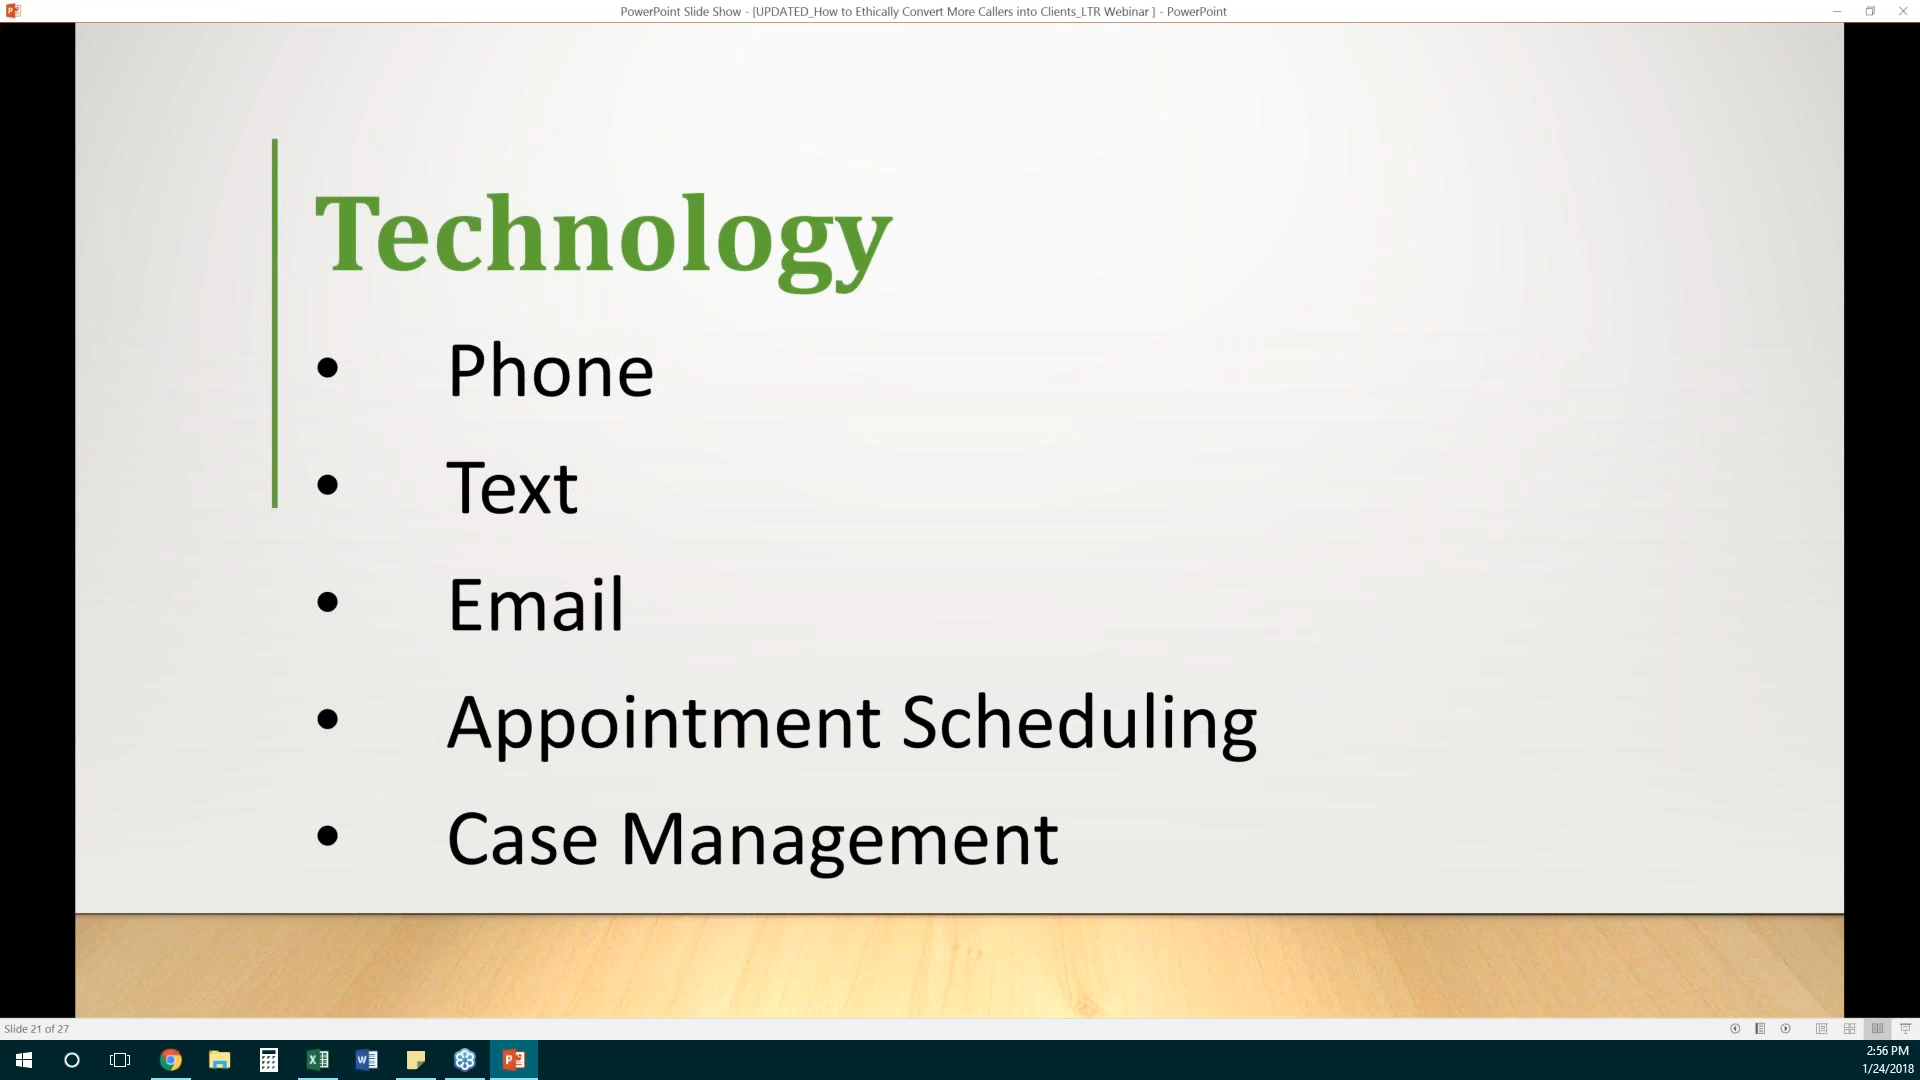 PowerPoint Slide Show - [UPDATED_How to Ethically Convert More Callers into Clients_LTR Webinar ] - PowerPoint
Technology
• Phone
• Text
• Email
• Appointment Scheduling
• Case Management
Slide 21 of 27
2:56 PM
1/24/2018